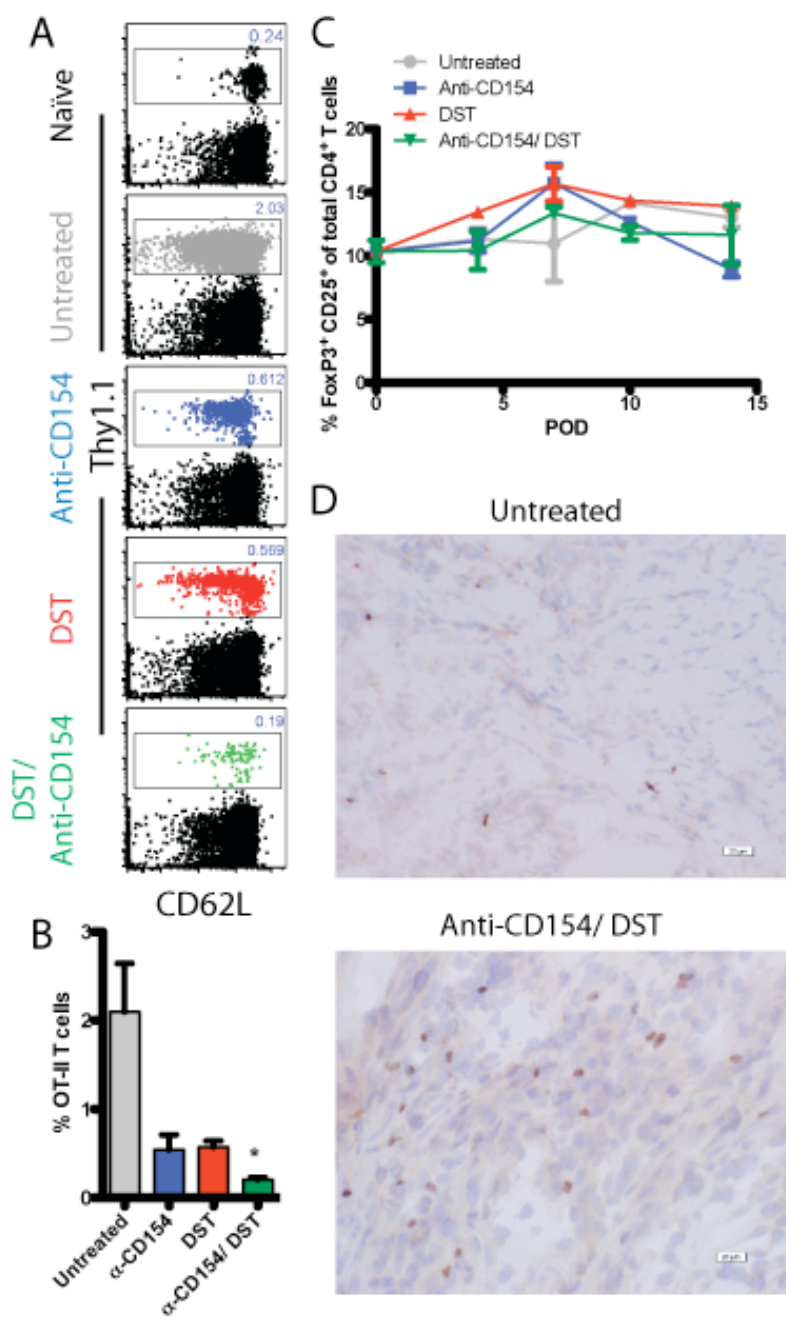 A
Naïve
0.24
Untreated
2.03
Anti-CD154
Thy1.1
0.612
DST
0.569
DST/
Anti-CD154
0.19
CD62L
B
% OT-II T cells
3
2
1
0
Untreated
α-CD154
DST
α-CD154/ DST
*
C
Untreated
Anti-CD154
DST
Anti-CD154/ DST
% FoxP3⁺ CD25⁺ of total CD4⁺ T cells
20
15
10
5
0
0 5 10 15
POD
D
Untreated
Anti-CD154/ DST